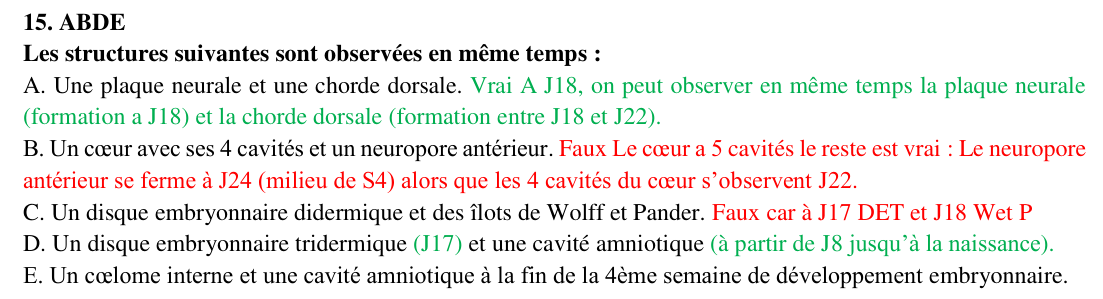 15. ABDE
Les structures suivantes sont observées en même temps :
A. Une plaque neurale et une chorde dorsale. Vrai A J18, on peut observer en même temps la plaque neurale
(formation a J18) et la chorde dorsale (formation entre J18 et J22).
B. Un cœur avec ses 4 cavités et un neuropore antérieur. Faux Le cœur a 5 cavités le reste est vrai : Le neuropore
antérieur se ferme à J24 (milieu de S4) alors que les 4 cavités du cœur s’observent J22.
C. Un disque embryonnaire didermique et des îlots de Wolff et Pander. Faux car à J17 DET et J18 Wet P
D. Un disque embryonnaire tridermique (J17) et une cavité amniotique (à partir de J8 jusqu’à la naissance).
E. Un cœlome interne et une cavité amniotique à la fin de la 4ème semaine de développement embryonnaire.